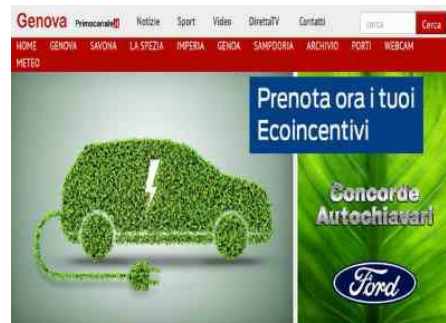 Genova Primocanale.it Notizie Sport Video DirettaTV Contatti cerca Cerca
HOME GENOVA SAVONA LA SPEZIA IMPERIA GENOA SAMPDORIA ARCHIVIO PORTI WEBCAM
METEO
Prenota ora i tuoi
Ecoincentivi
Concorde
Autochiavari
Ford